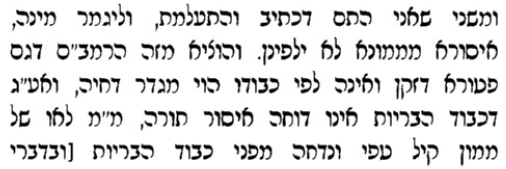 ומשני שאני התם דכתיב והתעלמת, וליגמר מינה,
איסורא מממונא לא ילפינן. והוציא מזה הרמב״ם דגם
פטורא דזקן ואינה לפי כבודו הוי מגדר דחיה, ואע״ג
דכבוד הבריות אינו דוחה איסור תורה, מ״מ לאו של
ממון קיל טפי ונדחה מפני כבוד הבריות [ובדברי